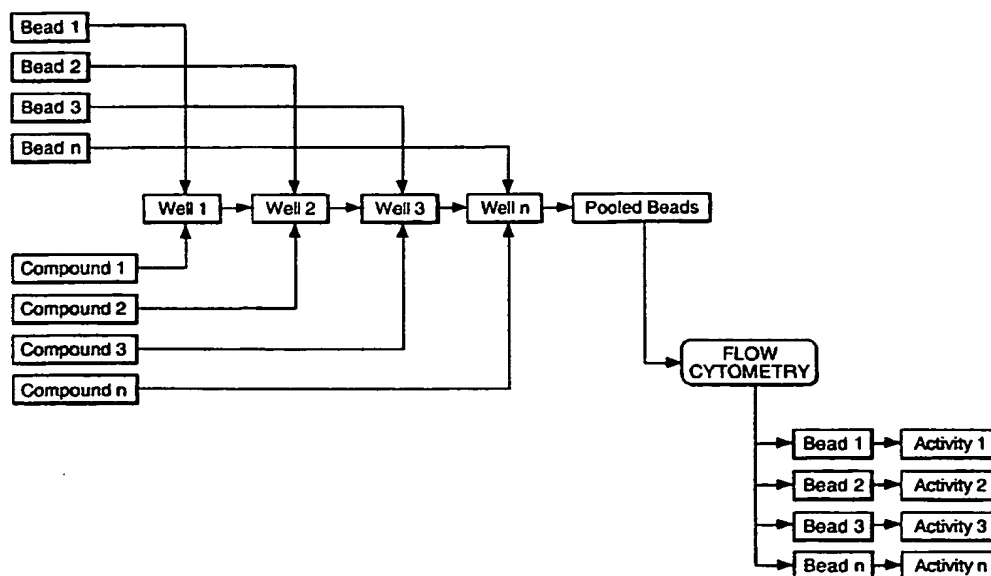 Bead 1
Bead 2
Bead 3
Bead n
Well 1
Well 2
Well 3
Well n
Pooled Beads
Compound 1
Compound 2
Compound 3
Compound n
FLOW
CYTOMETRY
Bead 1
Activity 1
Bead 2
Activity 2
Bead 3
Activity 3
Bead n
Activity n